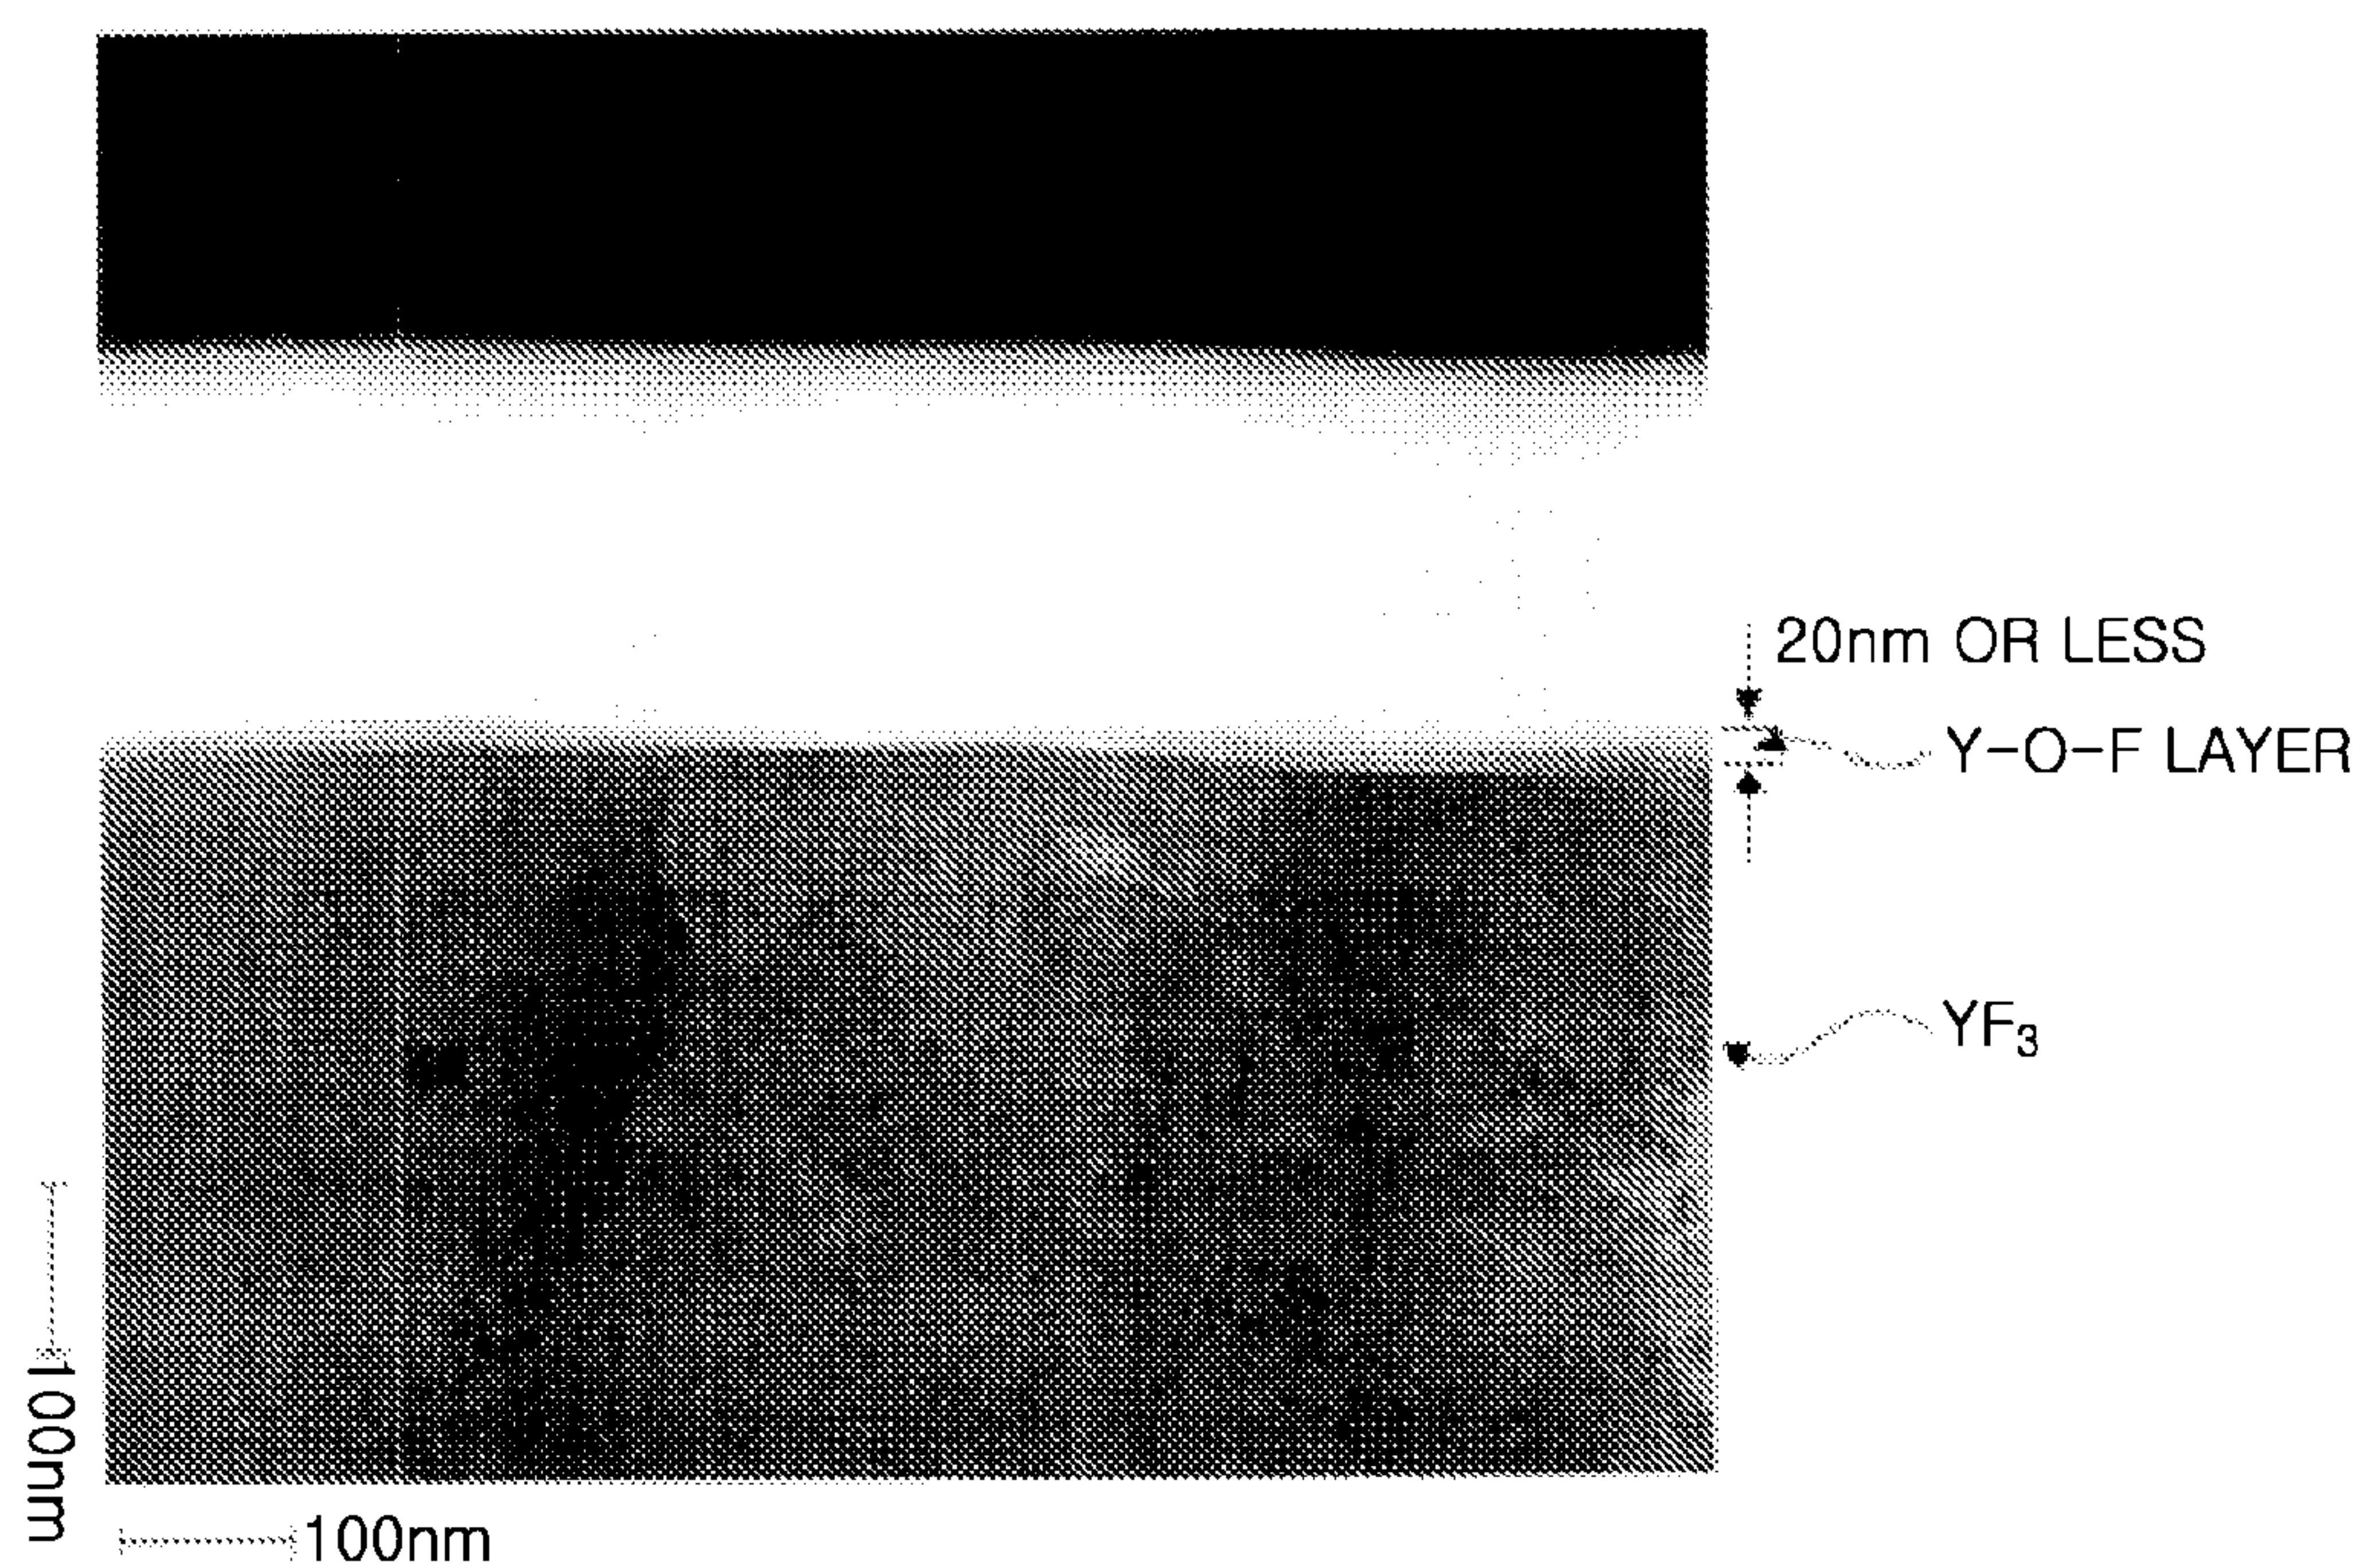 20nm OR LESS
Y-O-F LAYER
YF₃
100nm
100nm